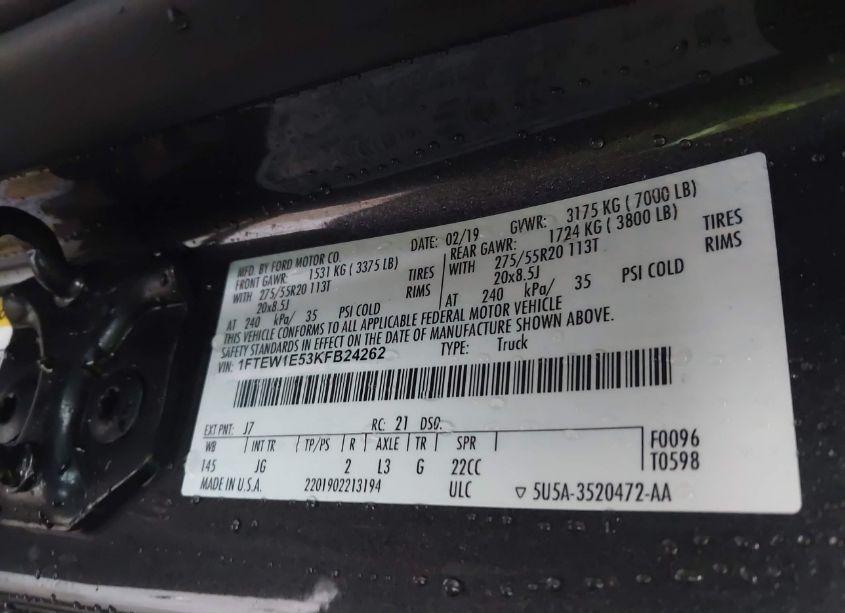 MFD. BY FORD MOTOR CO. DATE: 02/19 GVWR: 3175 KG ( 7000 LB)
FRONT GAWR: 1531 KG ( 3375 LB) REAR GAWR: 1724 KG ( 3800 LB)
WITH 275/55R20 113T TIRES WITH 275/55R20 113T TIRES
20x8.5J RIMS 20x8.5J RIMS
AT 240 kPa/ 35 PSI COLD AT 240 kPa/ 35 PSI COLD
THIS VEHICLE CONFORMS TO ALL APPLICABLE FEDERAL MOTOR VEHICLE
SAFETY STANDARDS IN EFFECT ON THE DATE OF MANUFACTURE SHOWN ABOVE.
VIN: 1FTEW1E53KFB24262 TYPE: Truck
EXT PNT: J7 RC: 21 DSO: F0096
WB INT TR TP/PS R AXLE TR SPR T0598
145 JG 2 L3 G 22CC
MADE IN U.S.A. 2201902213194 ULC ▽ 5U5A-3520472-AA